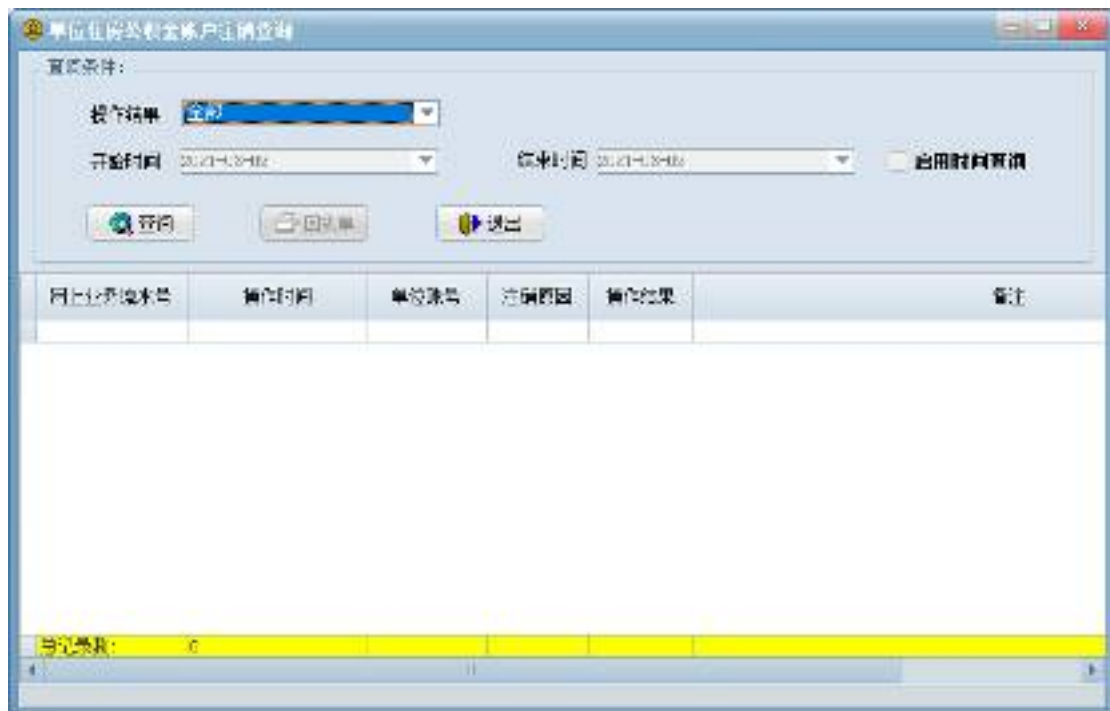 单位住房公积金账户注销查询
查询条件：
操作结果 全部
开始时间 结束时间 启用时间查询
查询 回执单 退出
网上业务流水号 操作时间 单位账号 注销原因 操作结果 备注
总记录数： 0